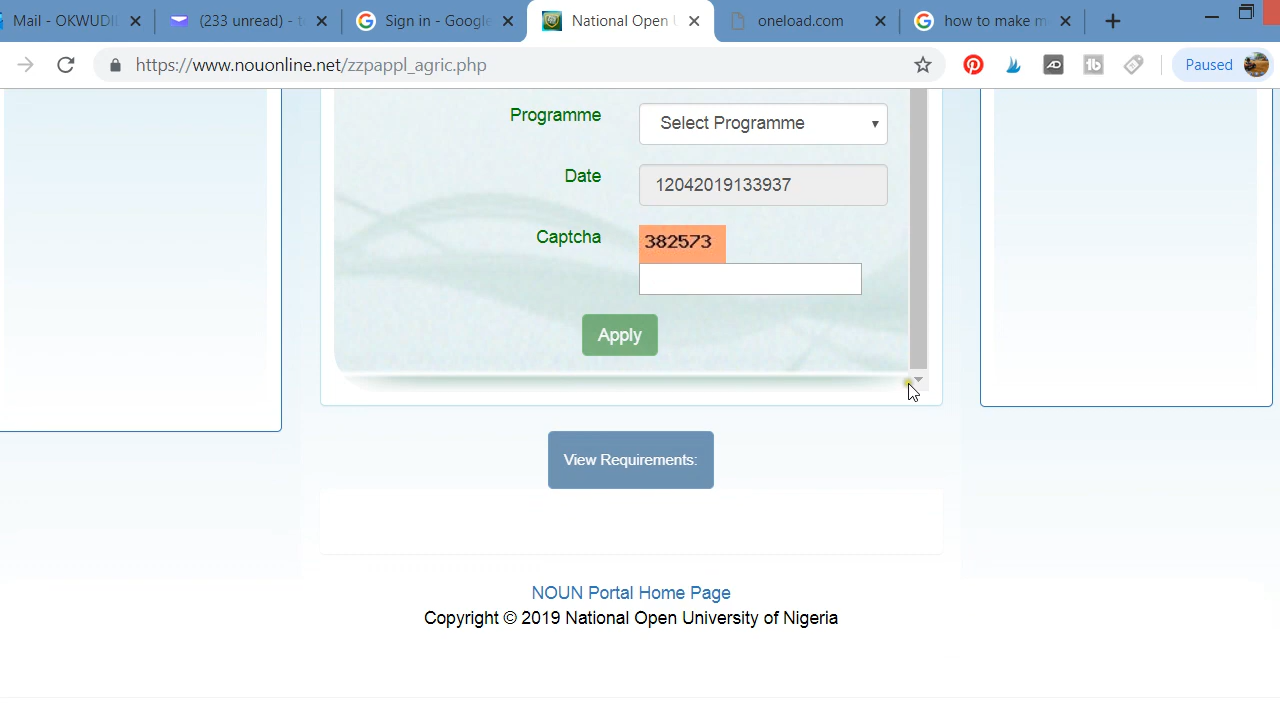 Mail - OKWUDI
(233 unread) - t
Sign in - Google
National Open
oneload.com
how to make m
https://www.nouonline.net/zzpappl_agric.php
Paused
Programme
Select Programme
Date
12042019133937
Captcha
382573
Apply
View Requirements:
NOUN Portal Home Page
Copyright © 2019 National Open University of Nigeria